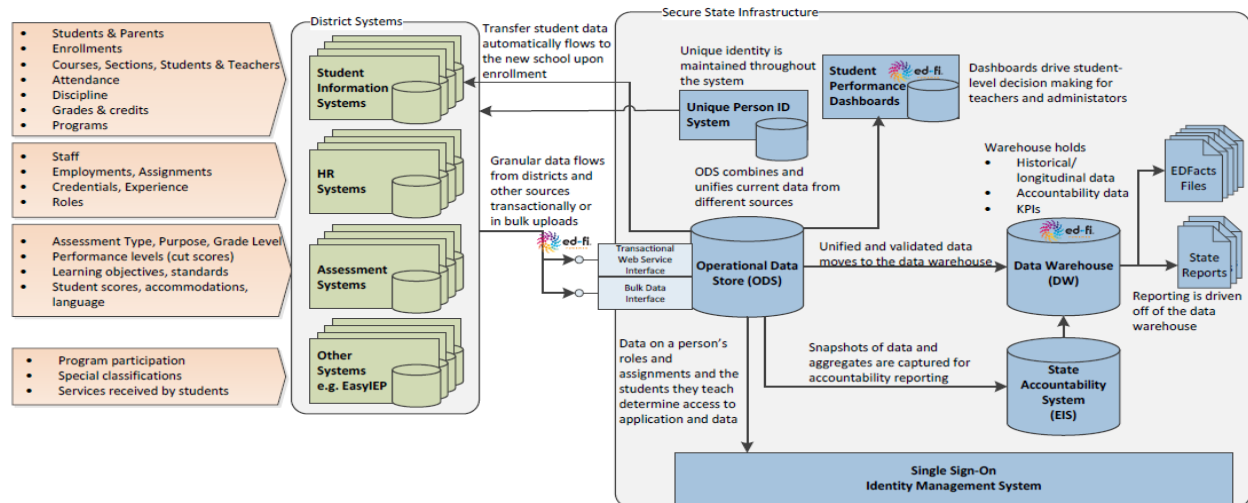 • Students & Parents
• Enrollments
• Courses, Sections, Students & Teachers
• Attendance
• Discipline
• Grades & credits
• Programs
• Staff
• Employments, Assignments
• Credentials, Experience
• Roles
• Assessment Type, Purpose, Grade Level
• Performance levels (cut scores)
• Learning objectives, standards
• Student scores, accommodations,
language
• Program participation
• Special classifications
• Services received by students
District Systems
Student
Information
Systems
HR
Systems
Assessment
Systems
Other
Systems
e.g. EasyIEP
Transfer student data
automatically flows to
the new school upon
enrollment
Granular data flows
from districts and
other sources
transactionally or
in bulk uploads
ed-fi
Secure State Infrastructure
Unique identity is
maintained throughout
the system
Unique Person ID
System
Student
Performance
Dashboards
ed-fi.
Dashboards drive student-
level decision making for
teachers and administators
ODS combines and
unifies current data from
different sources
Transactional
Web Service
Interface
Bulk Data
Interface
Operational Data
Store (ODS)
Unified and validated data
moves to the data warehouse
Warehouse holds
• Historical/
longitudinal data
• Accountability data
• KPIs
ed-fi.
Data Warehouse
(DW)
EDFacts
Files
State
Reports
Reporting is driven
off of the data
warehouse
Data on a person's
roles and
assignments and the
students they teach
determine access to
application and data
Snapshots of data and
aggregates are captured for
accountability reporting
State
Accountability
System
(EIS)
Single Sign-On
Identity Management System